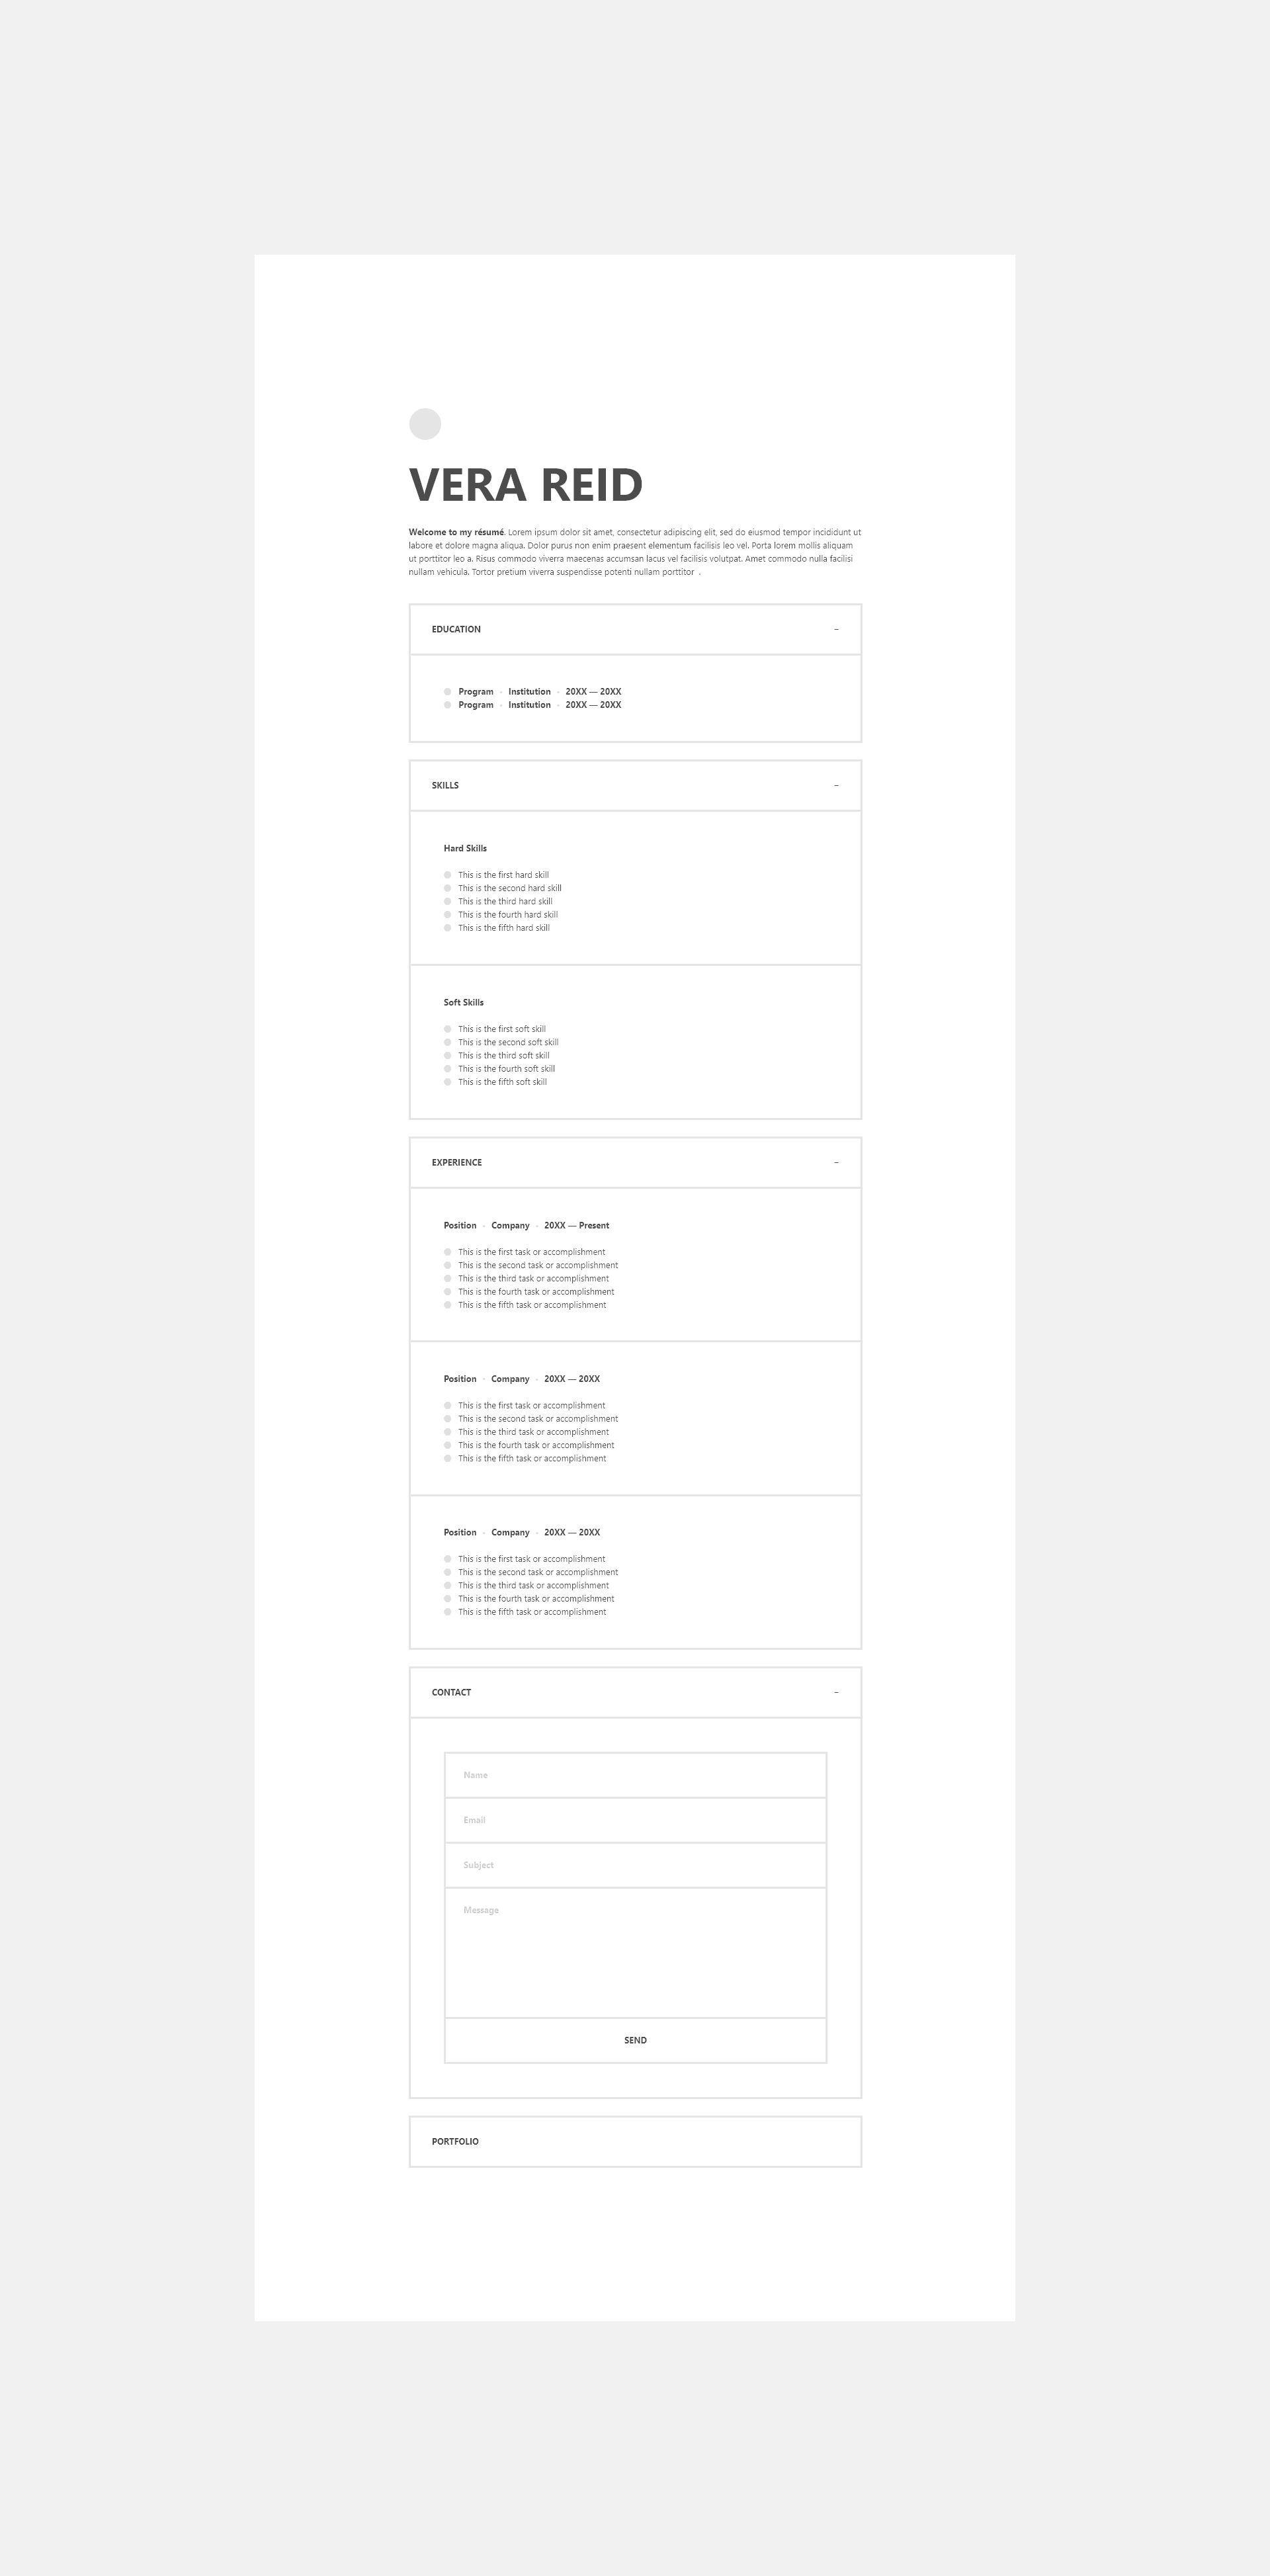 VERA REID
Welcome to my résumé. Lorem ipsum dolor sit amet, consectetur adipiscing elit, sed do eiusmod tempor incididunt ut
labore et dolore magna aliqua. Dolor purus non enim praesent elementum facilisis leo vel. Porta lorem mollis aliquam
ut porttitor leo a. Risus commodo viverra maecenas accumsan lacus vel facilisis volutpat. Amet commodo nulla facilisi
nullam vehicula. Tortor pretium viverra suspendisse potenti nullam porttitor .
EDUCATION –
Program · Institution · 20XX — 20XX
Program · Institution · 20XX — 20XX
SKILLS –
Hard Skills
This is the first hard skill
This is the second hard skill
This is the third hard skill
This is the fourth hard skill
This is the fifth hard skill
Soft Skills
This is the first soft skill
This is the second soft skill
This is the third soft skill
This is the fourth soft skill
This is the fifth soft skill
EXPERIENCE –
Position · Company · 20XX — Present
This is the first task or accomplishment
This is the second task or accomplishment
This is the third task or accomplishment
This is the fourth task or accomplishment
This is the fifth task or accomplishment
Position · Company · 20XX — 20XX
This is the first task or accomplishment
This is the second task or accomplishment
This is the third task or accomplishment
This is the fourth task or accomplishment
This is the fifth task or accomplishment
Position · Company · 20XX — 20XX
This is the first task or accomplishment
This is the second task or accomplishment
This is the third task or accomplishment
This is the fourth task or accomplishment
This is the fifth task or accomplishment
CONTACT –
Name
Email
Subject
Message
SEND
PORTFOLIO